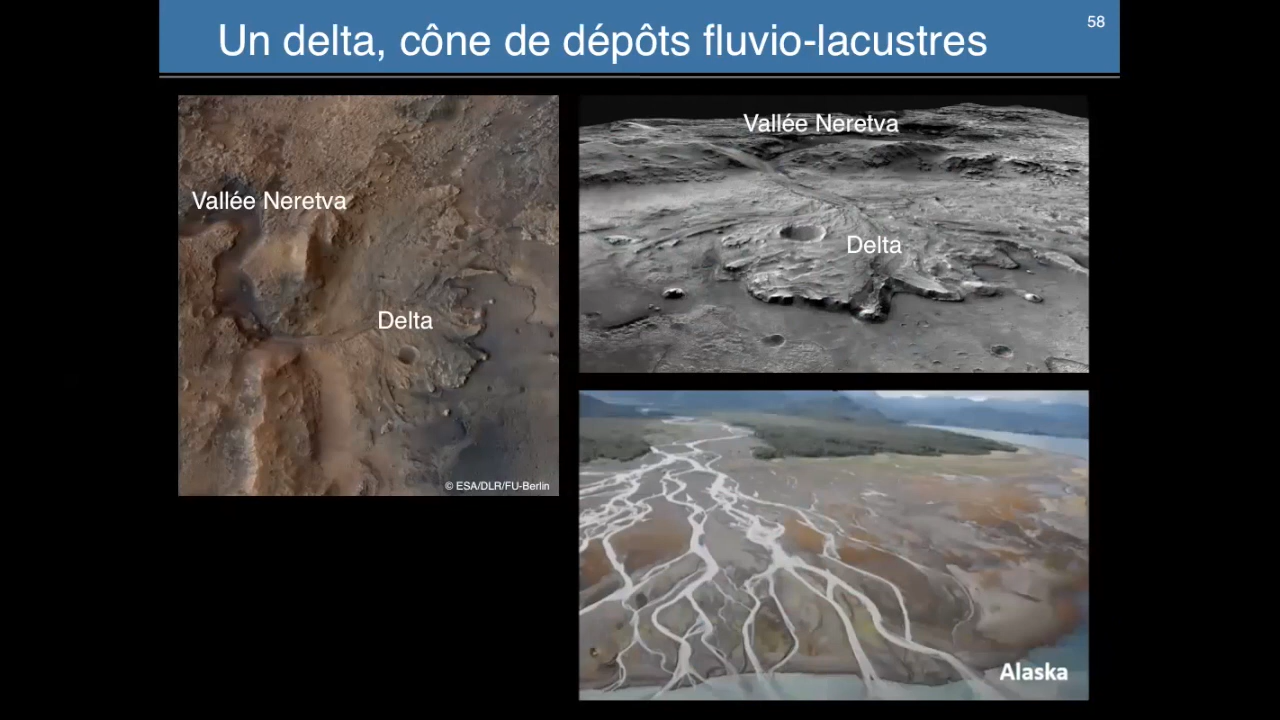 Un delta, cône de dépôts fluvio-lacustres
58
Vallée Neretva
Delta
© ESA/DLR/FU-Berlin
Vallée Neretva
Delta
Alaska